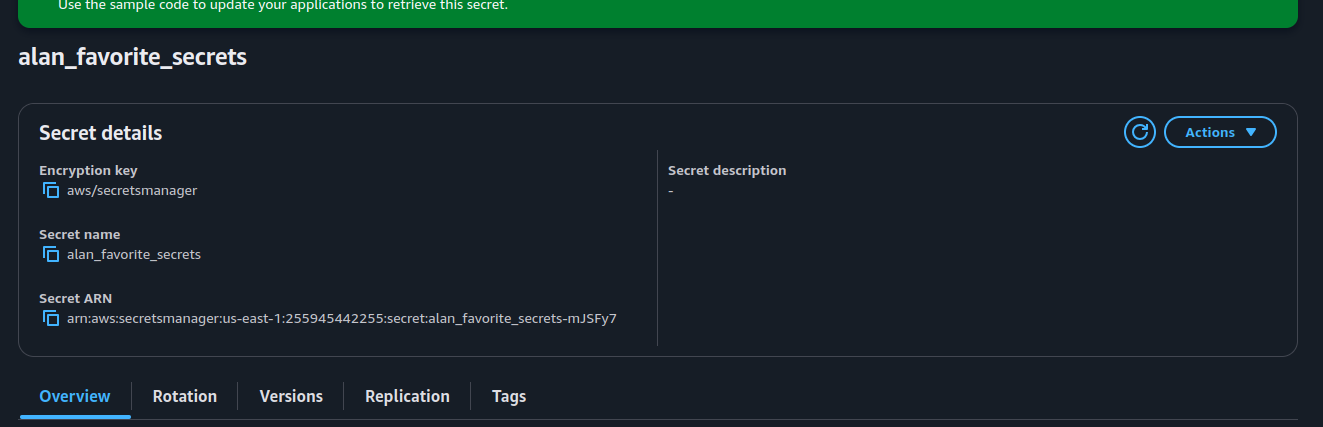 Use the sample code to update your applications to retrieve this secret.
alan_favorite_secrets
Secret details
Actions
Encryption key
aws/secretsmanager
Secret description
-
Secret name
alan_favorite_secrets
Secret ARN
arn:aws:secretsmanager:us-east-1:255945442255:secret:alan_favorite_secrets-mJSFy7
Overview
Rotation
Versions
Replication
Tags